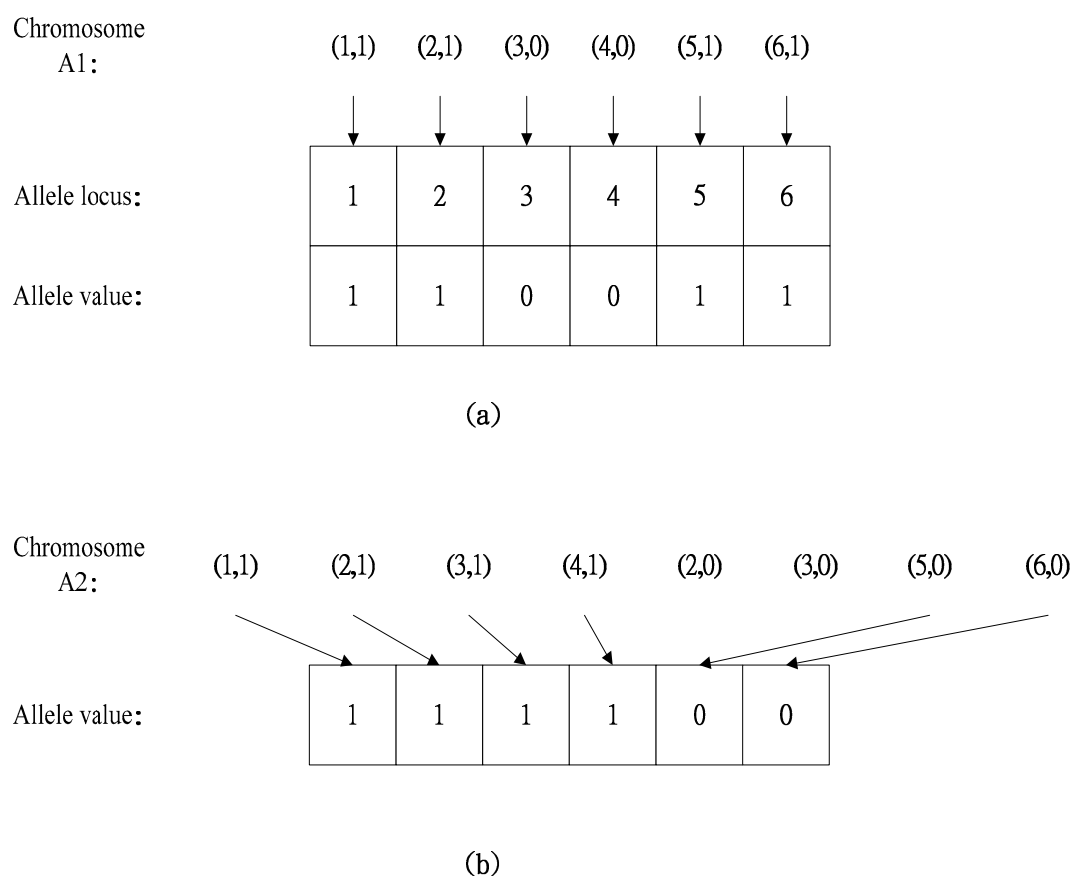 Chromosome
A1: (1,1) (2,1) (3,0) (4,0) (5,1) (6,1)
Allele locus: 1 2 3 4 5 6
Allele value: 1 1 0 0 1 1
(a)
Chromosome
A2: (1,1) (2,1) (3,1) (4,1) (2,0) (3,0) (5,0) (6,0)
Allele value: 1 1 1 1 0 0
(b)